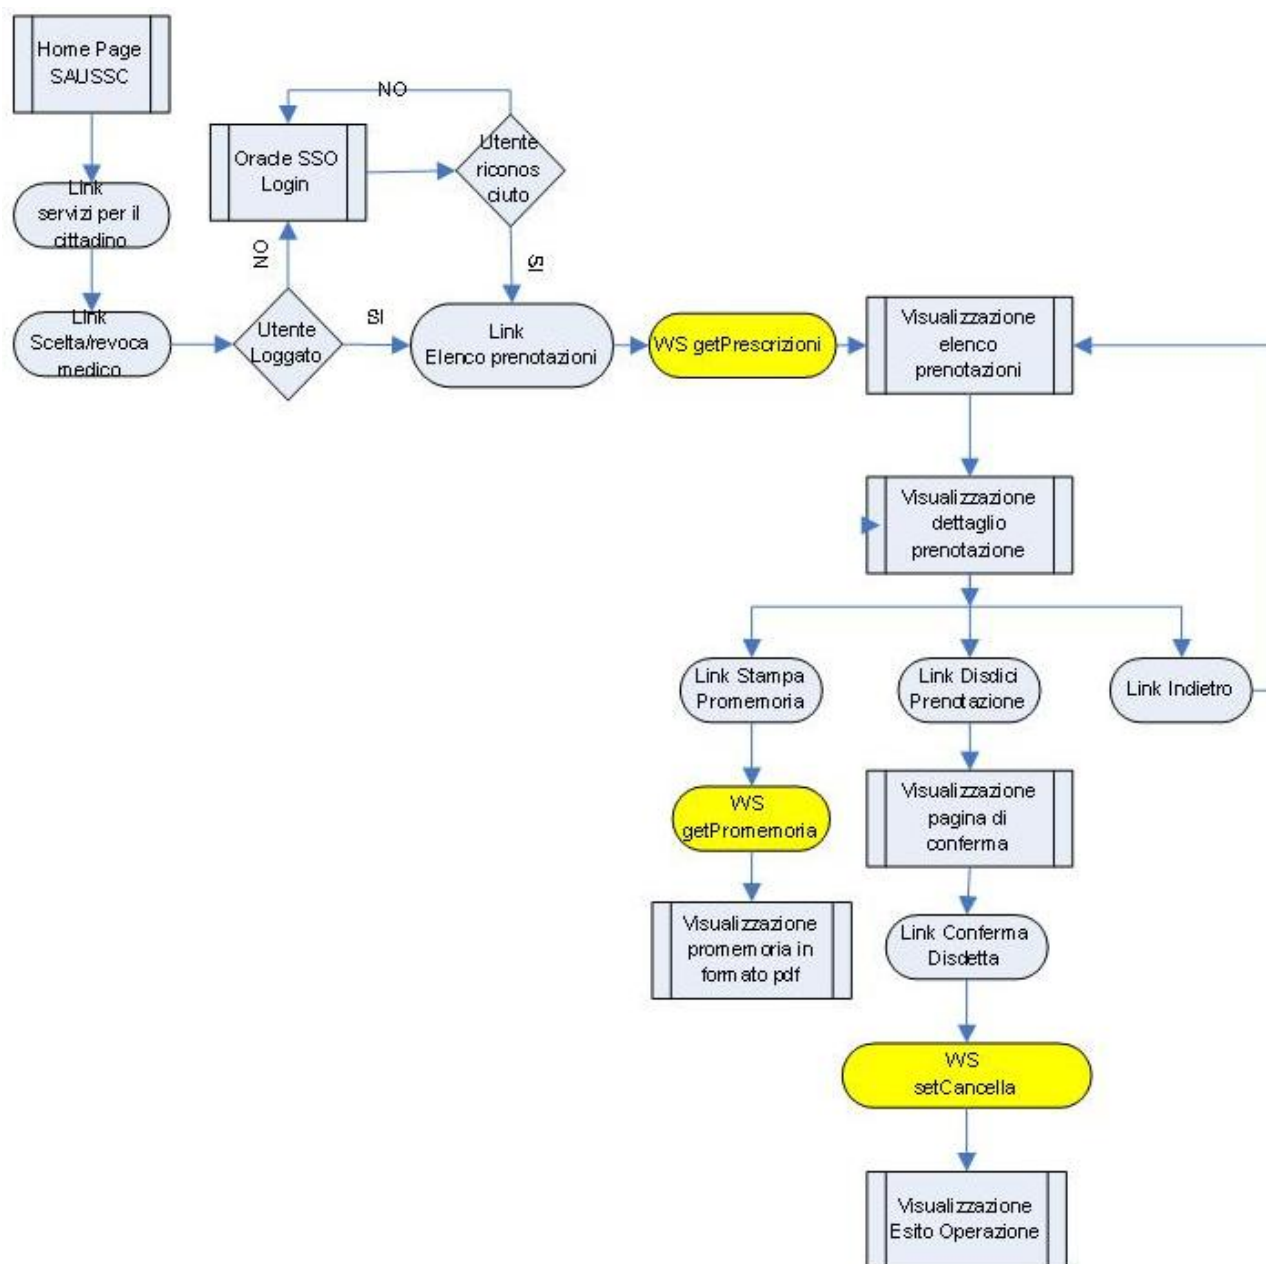 Home Page
SAUSSC
Link
servizi per il
cittadino
Link
Scelta/revoca
medico
Utente
Loggato
NO
SI
Oracle SSO
Login
NO
Utente
riconos
ciuto
SI
Link
Elenco prenotazioni
WS getPrescrizioni
Visualizzazione
elenco
prenotazioni
Visualizzazione
dettaglio
prenotazione
Link Stampa
Promemoria
Link Disdici
Prenotazione
Link Indietro
WS
getPromemoria
Visualizzazione
pagina di
conferma
Visualizzazione
promemoria in
formato pdf
Link Conferma
Disdetta
WS
setCancella
Visualizzazione
Esito Operazione